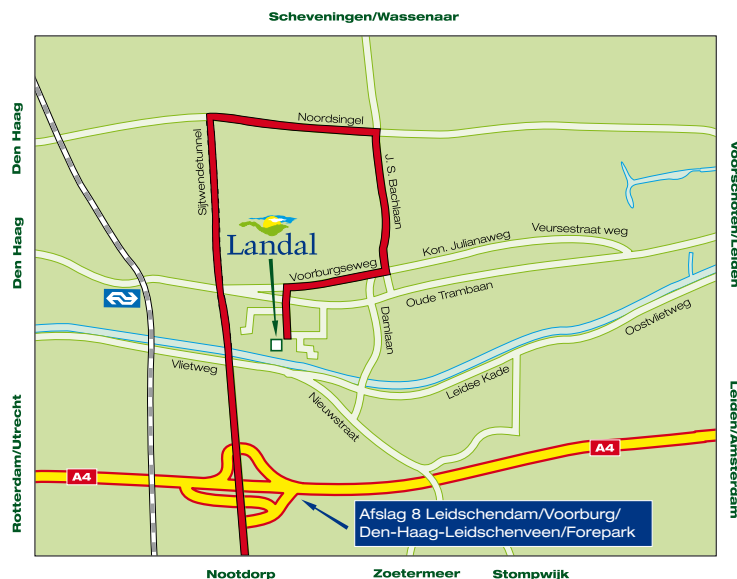 Scheveningen/Wassenaar
Den Haag
Noordsingel
Sijtwendetunnel
J. S. Bachlaan
Voorschoten/Leiden
Landal
Den Haag
Veursestraat weg
Kon. Julianaweg
Voorburgseweg
Oude Trambaan
Damlaan
Oostvlietweg
Vlietweg
Leidse Kade
Nieuwstraat
Rotterdam/Utrecht
Leiden/Amsterdam
A4
A4
Afslag 8 Leidschendam/Voorburg/
Den-Haag-Leidschenveen/Forepark
Nootdorp
Zoetermeer
Stompwijk